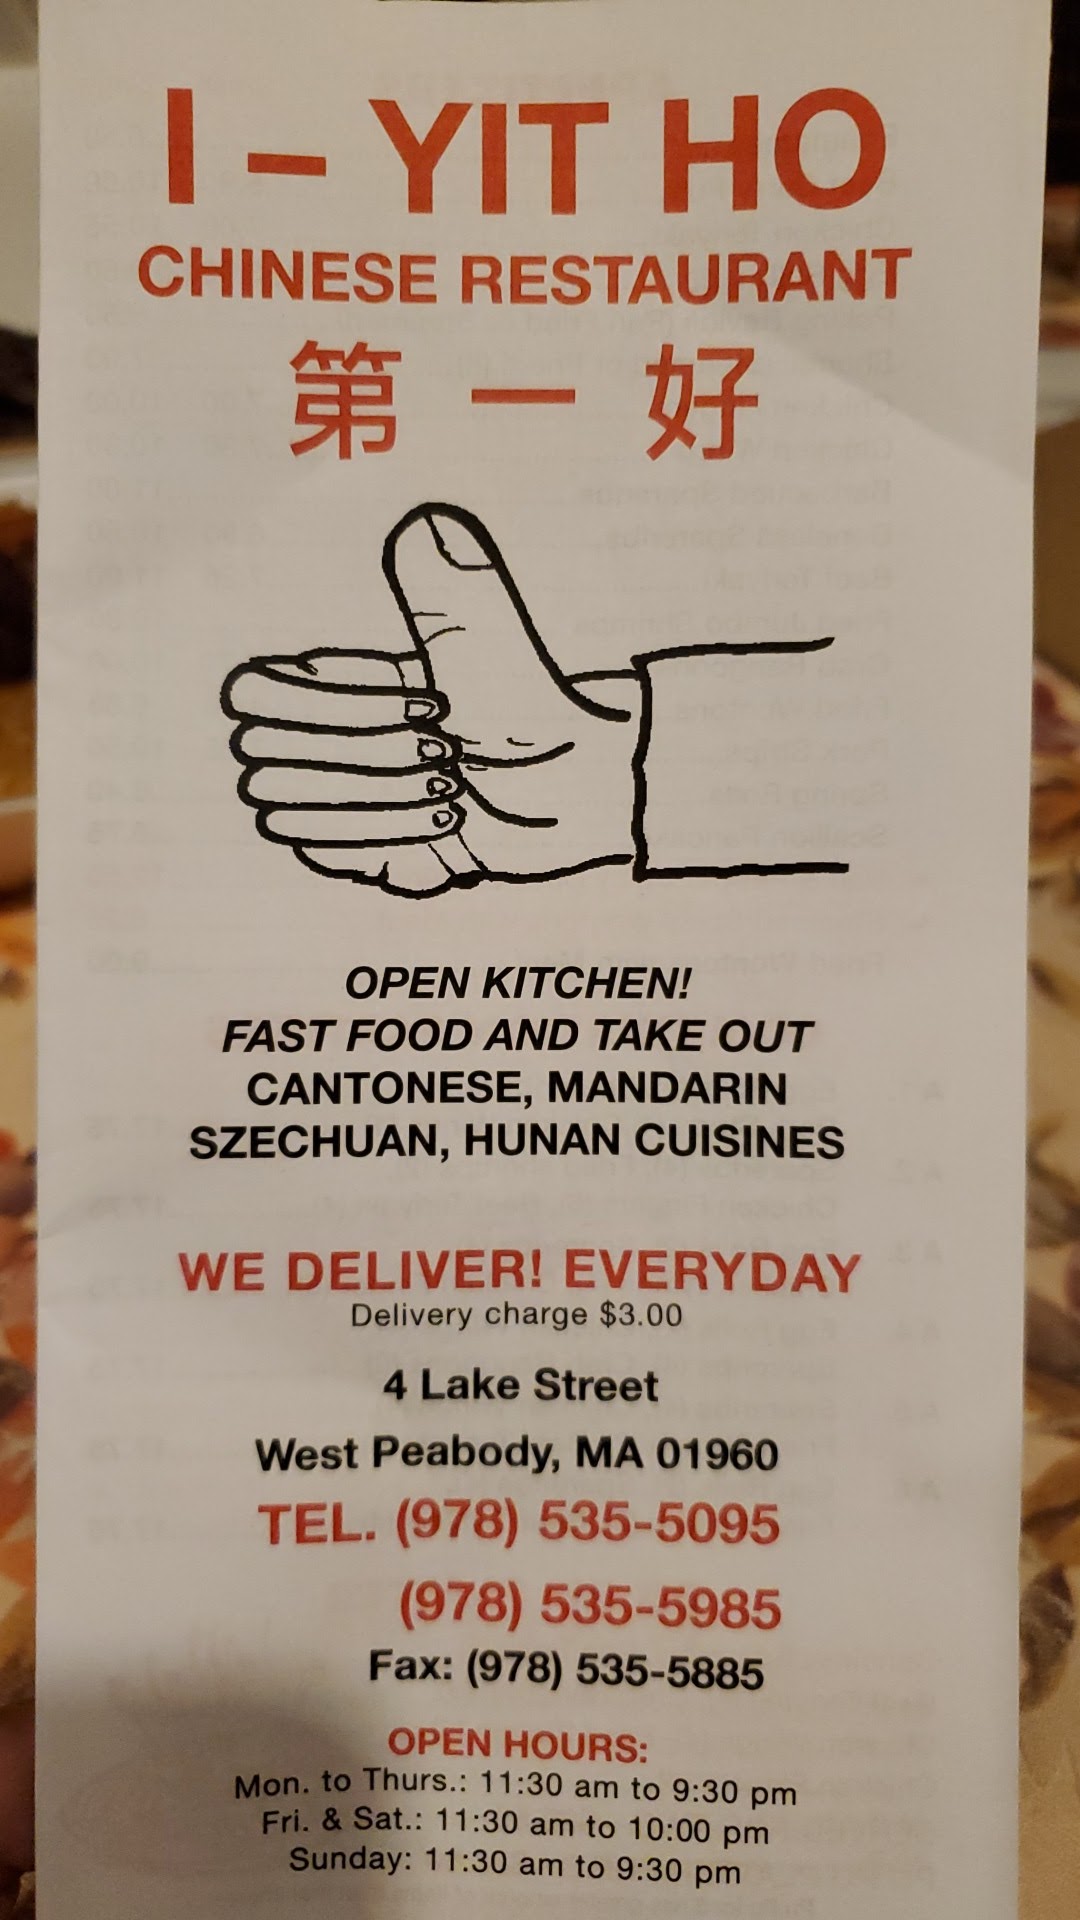 I – YIT HO
CHINESE RESTAURANT
第 一 好
OPEN KITCHEN!
FAST FOOD AND TAKE OUT
CANTONESE, MANDARIN
SZECHUAN, HUNAN CUISINES
WE DELIVER! EVERYDAY
Delivery charge $3.00
4 Lake Street
West Peabody, MA 01960
TEL. (978) 535-5095
(978) 535-5985
Fax: (978) 535-5885
OPEN HOURS:
Mon. to Thurs.: 11:30 am to 9:30 pm
Fri. & Sat.: 11:30 am to 10:00 pm
Sunday: 11:30 am to 9:30 pm